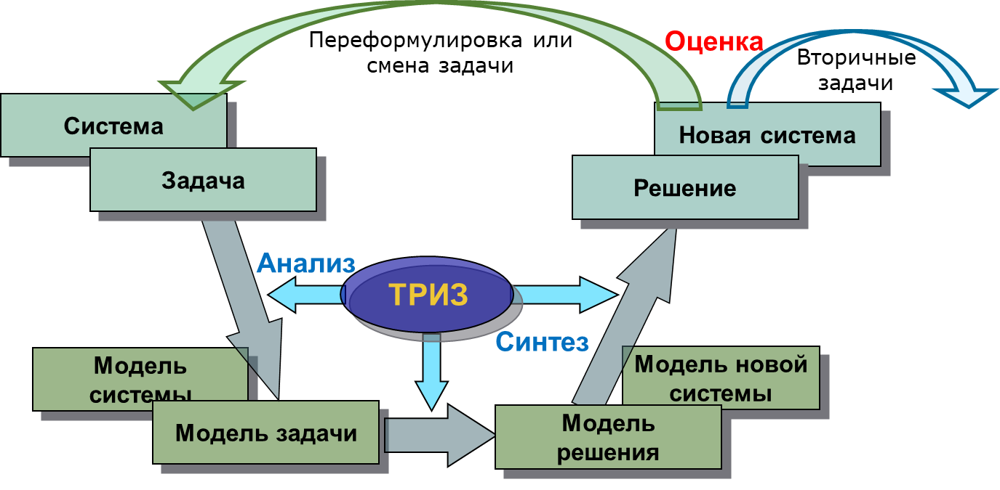 Переформулировка или
смена задачи
Оценка
Вторичные
задачи
Система
Задача
Новая система
Решение
Анализ
ТРИЗ
Синтез
Модель
системы
Модель задачи
Модель новой
системы
Модель
решения